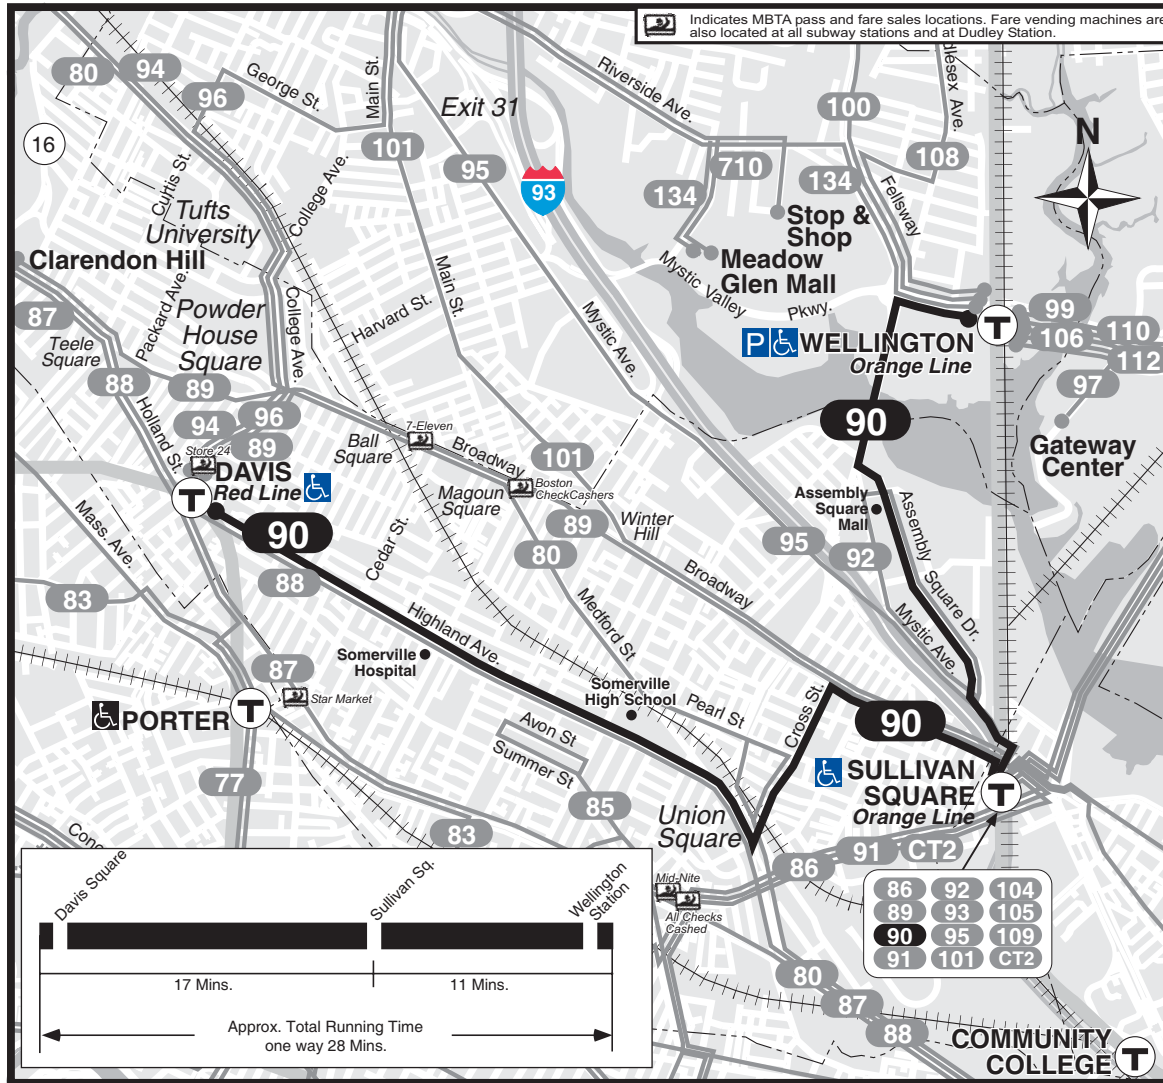 Indicates MBTA pass and fare sales locations. Fare vending machines are
also located at all subway stations and at Dudley Station.
80
94
96
George St.
Main St.
Exit 31
Riverside Ave.
100
dlesex Ave.
108
N
16
101
95
93
134
710
134
Fellsway
Curtis St.
College Ave.
Tufts
University
Stop &
Shop
Clarendon Hill
Meadow
Glen Mall
Mystic Valley
Pkwy.
87
Teele
Square
Packard Ave.
Powder
House
Square
College Ave.
Harvard St.
Main St.
Mystic Ave.
P
WELLINGTON
Orange Line
T
99
110
106
112
97
88
89
94
96
89
Holland St.
Store 24
DAVIS
Red Line
T
Ball
Square
7-Eleven
Broadway
101
90
Gateway
Center
Magoun
Square
Boston
CheckCashers
89
Winter
Hill
Assembly
Square
Mall
Assembly Square Dr.
95
92
90
Mass. Ave.
Cedar St.
80
Broadway
83
88
Highland Ave.
Medford St
Mystic Ave.
87
Star Market
Somerville
Hospital
Somerville
High School
Pearl St
Cross St.
90
PORTER
T
Avon St
Summer St
SULLIVAN
SQUARE
Orange Line
T
77
85
83
Union
Square
Conc
86
91
CT2
Mid-Nite
All Checks
Cashed
86
92
104
89
93
105
90
95
109
91
101
CT2
80
87
88
COMMUNITY
COLLEGE
T
Davis Square
Sullivan Sq.
Wellington
Station
17 Mins.
11 Mins.
Approx. Total Running Time
one way 28 Mins.